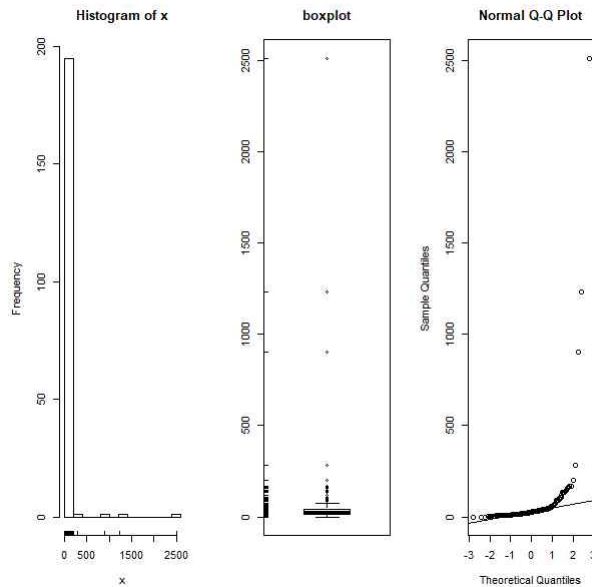 Histogram of x
Frequency
200
150
100
50
0
0 500 1500 2500
x
boxplot
2500
2000
1500
1000
500
0
Normal Q-Q Plot
Sample Quantiles
2500
2000
1500
1000
500
0
-3 -2 -1 0 1 2 3
Theoretical Quantiles